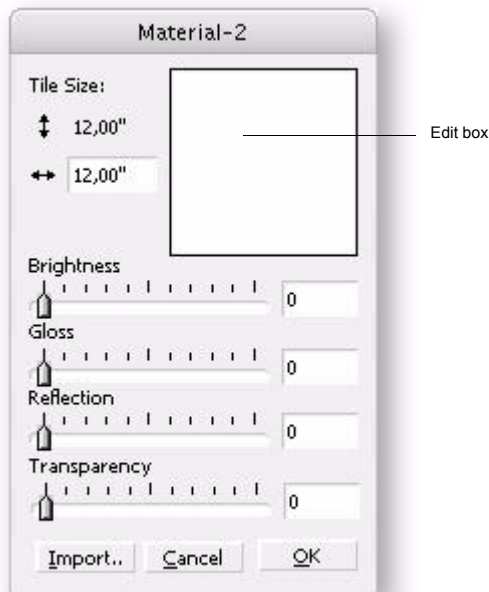 Material-2
Tile Size:
12,00"
12,00"
Edit box
Brightness
0
Gloss
0
Reflection
0
Transparency
0
Import.. Cancel OK